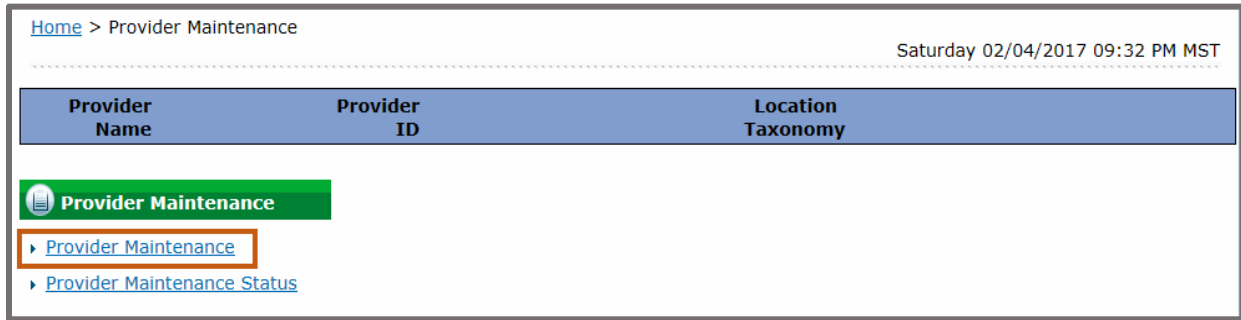 Home > Provider Maintenance
Saturday 02/04/2017 09:32 PM MST
Provider Provider Location
Name ID Taxonomy
Provider Maintenance
Provider Maintenance
Provider Maintenance Status